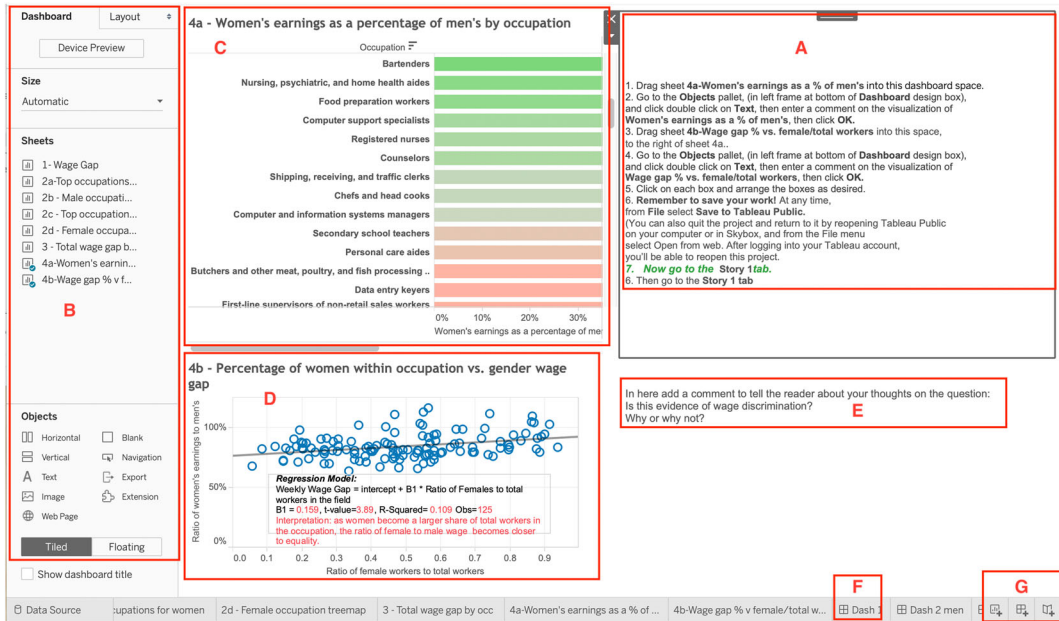 Dashboard
Layout
Device Preview
Size
Automatic
Sheets
1- Wage Gap
2a-Top occupations...
2b - Male occupati...
2c - Top occupation...
2d - Female occupa...
3 - Total wage gap b...
4a-Women's earnin...
4b-Wage gap % v f...
B
Objects
Horizontal
Blank
Vertical
Navigation
Text
Export
Image
Extension
Web Page
Tiled
Floating
Show dashboard title
4a - Women's earnings as a percentage of men's by occupation
C
Occupation
Bartenders
Nursing, psychiatric, and home health aides
Food preparation workers
Computer support specialists
Registered nurses
Counselors
Shipping, receiving, and traffic clerks
Chefs and head cooks
Computer and information systems managers
Secondary school teachers
Personal care aides
Butchers and other meat, poultry, and fish processing ..
Data entry keyers
First-line supervisors of non-retail sales workers
0% 10% 20% 30%
Women's earnings as a percentage of men
4b - Percentage of women within occupation vs. gender wage
gap
D
Ratio of women's earnings to men's
100%
50%
0%
Regression Model:
Weekly Wage Gap = intercept + B1 * Ratio of Females to total
workers in the field
B1 = 0.159, t-value=3.89, R-Squared= 0.109 Obs=125
Interpretation: as women become a larger share of total workers in
the occupation, the ratio of female to male wage becomes closer
to equality.
0.0 0.1 0.2 0.3 0.4 0.5 0.6 0.7 0.8 0.9
Ratio of female workers to total workers
A
1. Drag sheet 4a-Women's earnings as a % of men's into this dashboard space.
2. Go to the Objects pallet, (in left frame at bottom of Dashboard design box),
and click double click on Text, then enter a comment on the visualization of
Women's earnings as a % of men's, then click OK.
3. Drag sheet 4b-Wage gap % vs. female/total workers into this space,
to the right of sheet 4a..
4. Go to the Objects pallet, (in left frame at bottom of Dashboard design box),
and click double click on Text, then enter a comment on the visualization of
Wage gap % vs. female/total workers, then click OK.
5. Click on each box and arrange the boxes as desired.
6. Remember to save your work! At any time,
from File select Save to Tableau Public.
(You can also quit the project and return to it by reopening Tableau Public
on your computer or in Skybox, and from the File menu
select Open from web. After logging into your Tableau account,
you'll be able to reopen this project.
7. Now go to the Story 1tab.
6. Then go to the Story 1 tab
In here add a comment to tell the reader about your thoughts on the question:
Is this evidence of wage discrimination?
Why or why not?
E
F
G
Data Source
upations for women
2d - Female occupation treemap
3 - Total wage gap by occ
4a-Women's earnings as a % of ...
4b-Wage gap % v female/total w...
Dash 1
Dash 2 men